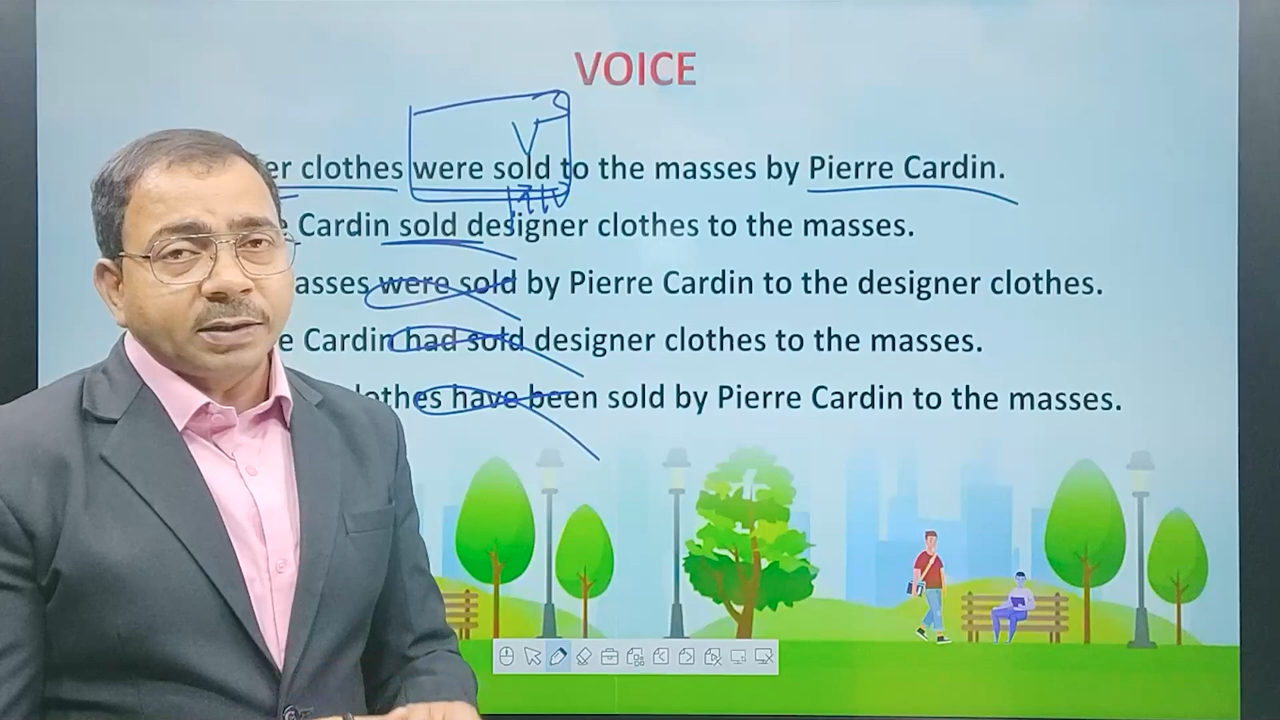 VOICE
er clothes were sold to the masses by Pierre Cardin.
Cardin sold designer clothes to the masses.
asses were sold by Pierre Cardin to the designer clothes.
e Cardin had sold designer clothes to the masses.
lothes have been sold by Pierre Cardin to the masses.